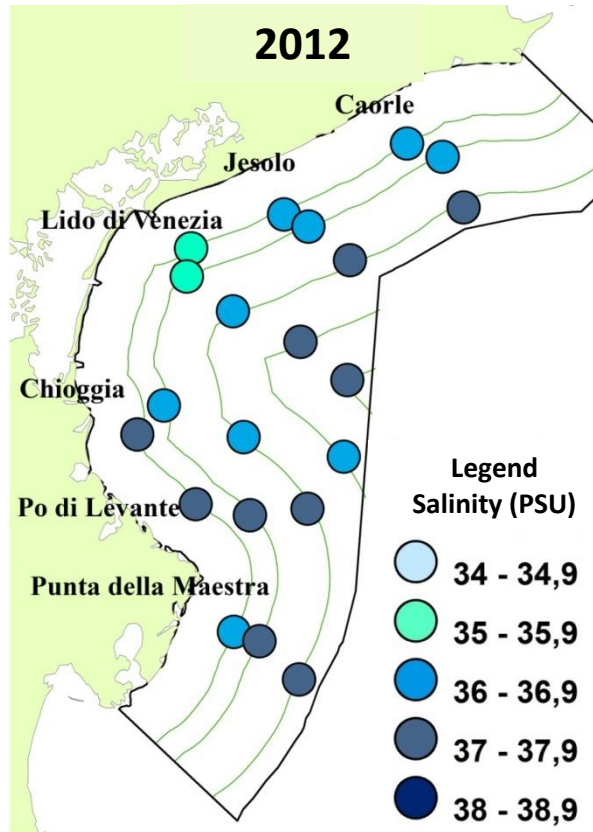 2012
Caorle
Jesolo
Lido di Venezia
Chioggia
Po di Levante
Punta della Maestra
Legend
Salinity (PSU)
34 - 34,9
35 - 35,9
36 - 36,9
37 - 37,9
38 - 38,9